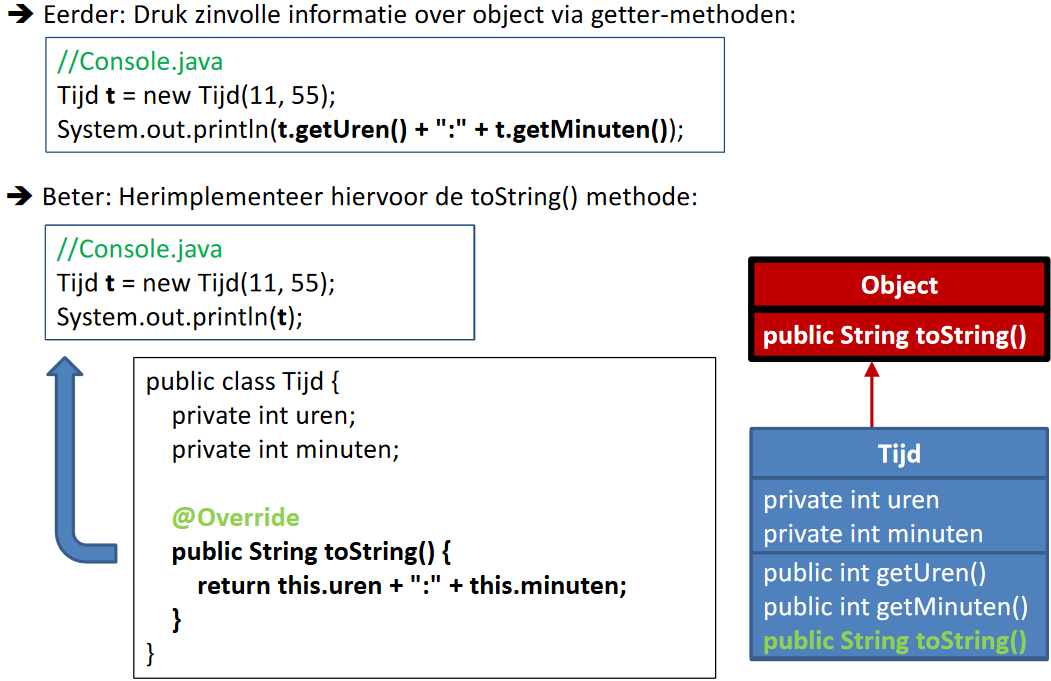 ➔ Eerder: Druk zinvolle informatie over object via getter-methoden:
//Console.java
Tijd t = new Tijd(11, 55);
System.out.println(t.getUren() + ":" + t.getMinuten());
➔ Beter: Herimplementeer hiervoor de toString() methode:
//Console.java
Tijd t = new Tijd(11, 55);
System.out.println(t);
public class Tijd {
private int uren;
private int minuten;
@Override
public String toString() {
return this.uren + ":" + this.minuten;
}
}
Object
public String toString()
Tijd
private int uren
private int minuten
public int getUren()
public int getMinuten()
public String toString()